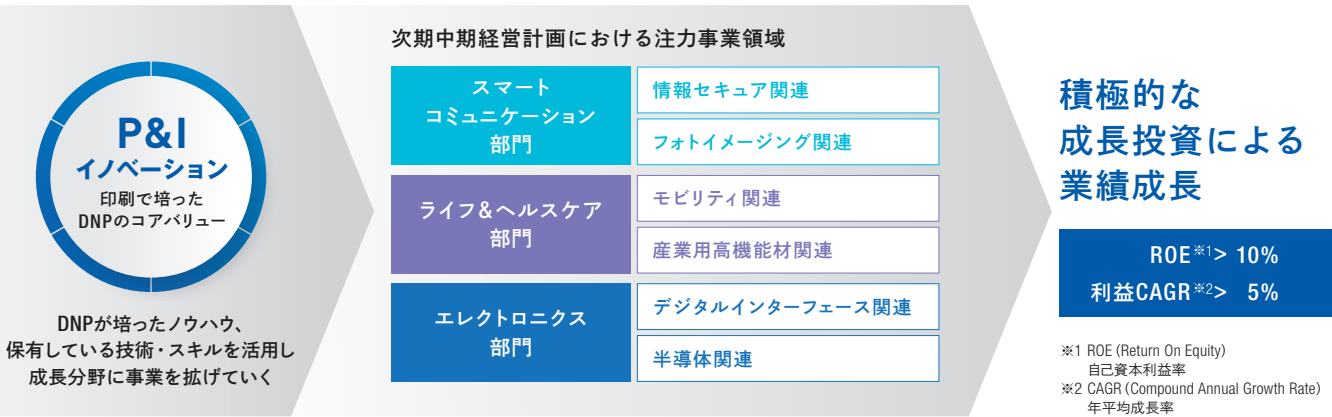 P&I
イノベーション
印刷で培った
DNPのコアバリュー
DNPが培ったノウハウ、
保有している技術・スキルを活用し
成長分野に事業を拡げていく
次期中期経営計画における注力事業領域
スマート
コミュニケーション
部門
情報セキュア関連
フォトイメージング関連
ライフ&ヘルスケア
部門
モビリティ関連
産業用高機能材関連
エレクトロニクス
部門
デジタルインターフェース関連
半導体関連
積極的な
成長投資による
業績成長
ROE※1> 10%
利益CAGR※2> 5%
※1 ROE (Return On Equity)
自己資本利益率
※2 CAGR (Compound Annual Growth Rate)
年平均成長率